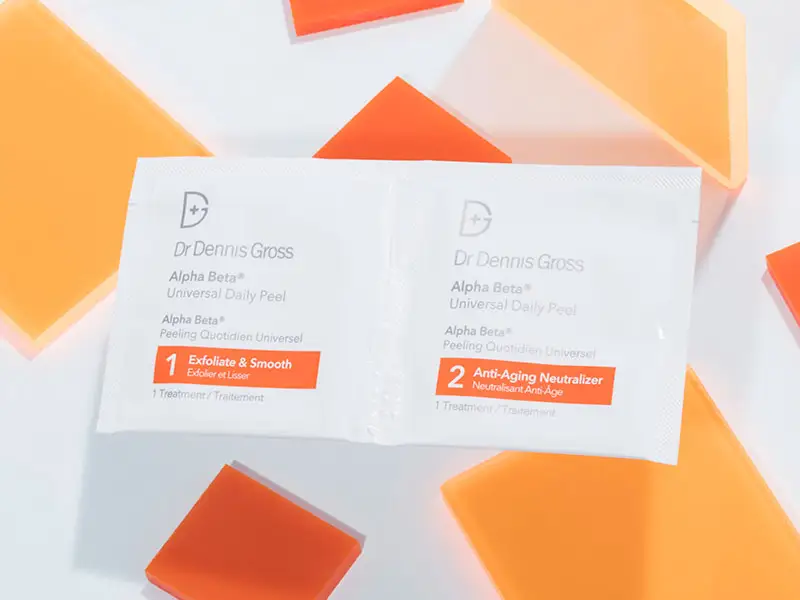 Dr Dennis Gross
Alpha Beta®
Universal Daily Peel
Alpha Beta®
Peeling Quotidien Universel
1 Exfoliate & Smooth
Exfolier et Lisser
1 Treatment / Traitement
Dr Dennis Gross
Alpha Beta®
Universal Daily Peel
Alpha Beta®
Peeling Quotidien Universel
2 Anti-Aging Neutralizer
Neutralisant Anti-Âge
1 Treatment / Traitement